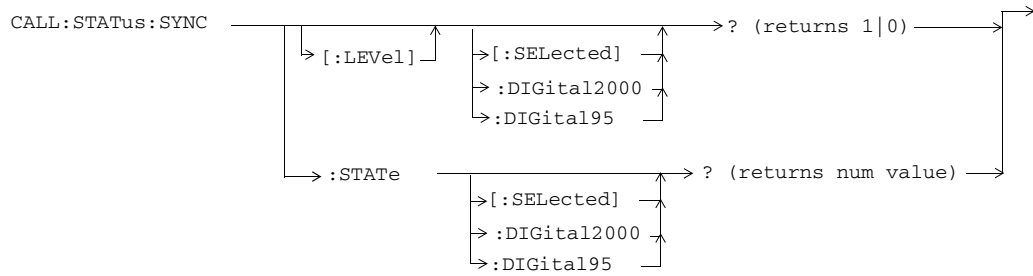 CALL:STATus:SYNC ? (returns 1|0)
[:LEVel] [:SELected]
:DIGital2000
:DIGital95
:STATe ? (returns num value)
[:SELected]
:DIGital2000
:DIGital95